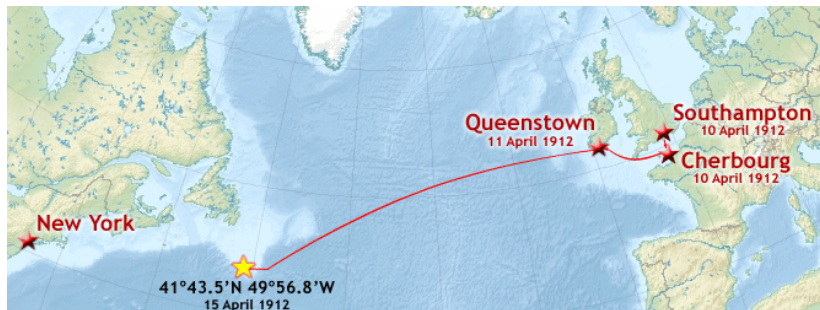 Southampton
10 April 1912
Queenstown
11 April 1912
Cherbourg
10 April 1912
New York
41°43.5’N 49°56.8’W
15 April 1912